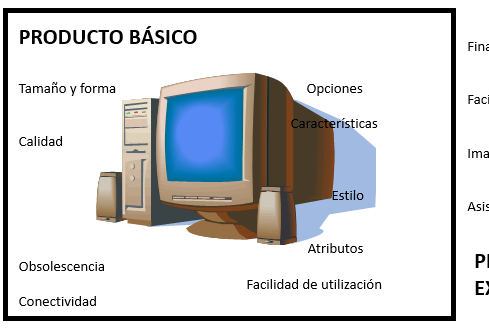 PRODUCTO BÁSICO
Tamaño y forma
Opciones
Características
Calidad
Estilo
Atributos
Obsolescencia
Facilidad de utilización
Conectividad